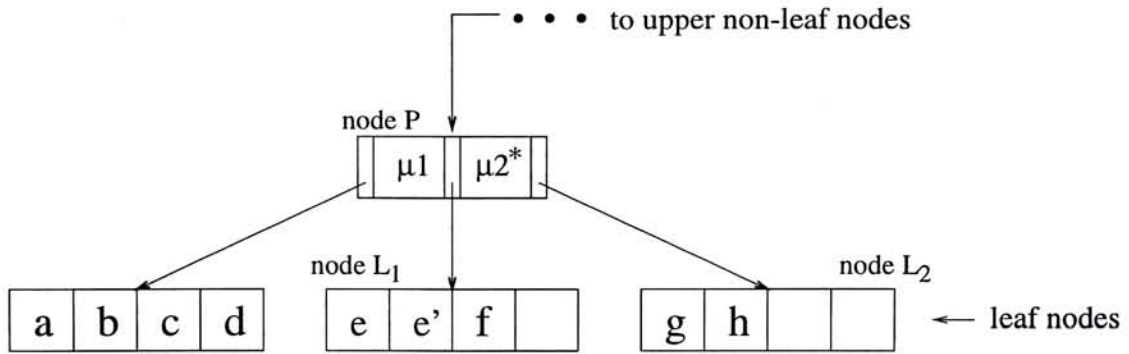 • • • to upper non-leaf nodes
node P
μ1 μ2*
node L₁
node L₂
a b c d e e’ f g h
leaf nodes